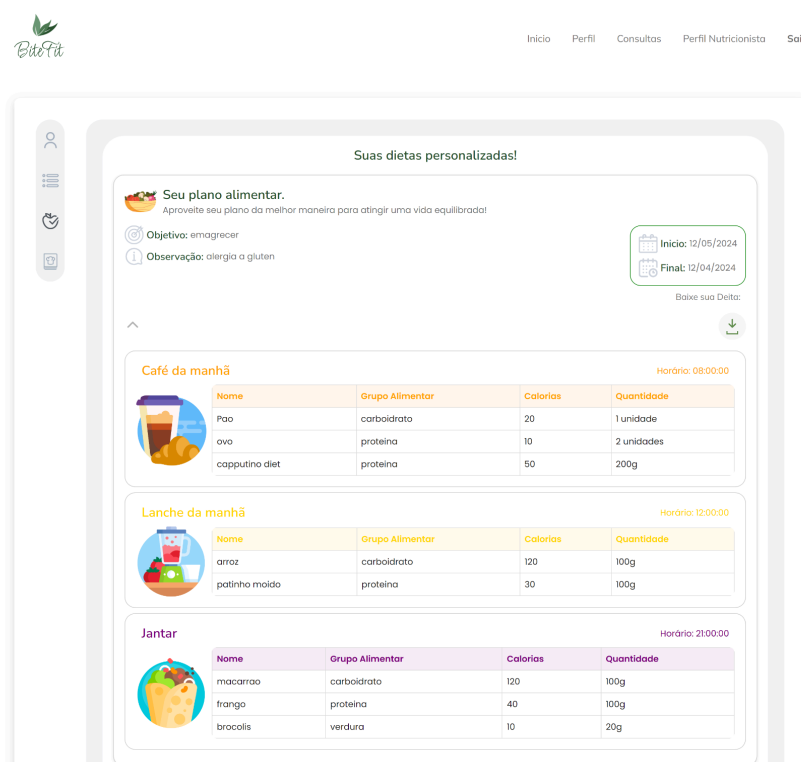 BiteFit
Inicio Perfil Consultas Perfil Nutricionista Sai
Suas dietas personalizadas!
Seu plano alimentar.
Aproveite seu plano da melhor maneira para atingir uma vida equilibrada!
Objetivo: emagrecer
Observação: alergia a gluten
Inicio: 12/05/2024
Final: 12/04/2024
Baixe sua Deita:
Café da manhã Horário: 08:00:00
Nome Grupo Alimentar Calorias Quantidade
Pao carboidrato 20 1 unidade
ovo proteina 10 2 unidades
capputino diet proteina 50 200g
Lanche da manhã Horário: 12:00:00
Nome Grupo Alimentar Calorias Quantidade
arroz carboidrato 120 100g
patinho moido proteina 30 100g
Jantar Horário: 21:00:00
Nome Grupo Alimentar Calorias Quantidade
macarrao carboidrato 120 100g
frango proteina 40 100g
brocolis verdura 10 20g